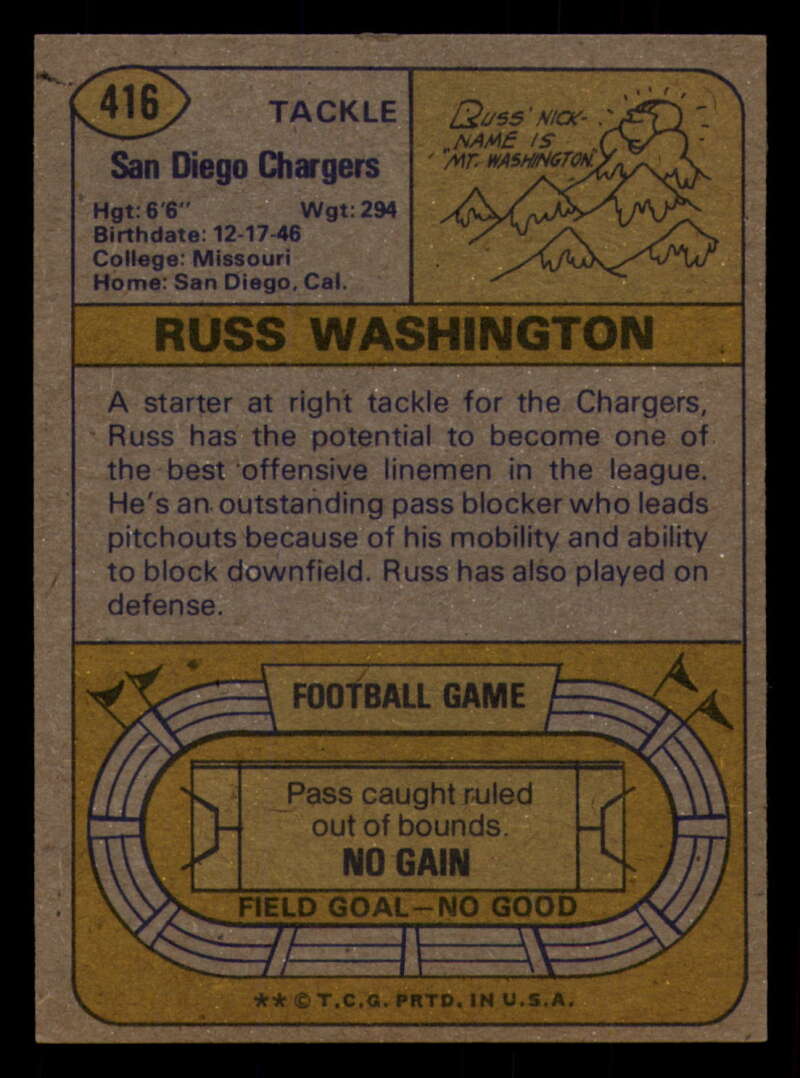 416
TACKLE
San Diego Chargers
Hgt: 6'6" Wgt: 294
Birthdate: 12-17-46
College: Missouri
Home: San Diego, Cal.
RUSS' NICK-
NAME IS
"MT. WASHINGTON."
RUSS WASHINGTON
A starter at right tackle for the Chargers,
Russ has the potential to become one of
the best offensive linemen in the league.
He's an outstanding pass blocker who leads
pitchouts because of his mobility and ability
to block downfield. Russ has also played on
defense.
FOOTBALL GAME
Pass caught ruled
out of bounds.
NO GAIN
FIELD GOAL—NO GOOD
** © T.C.G. PRTD. IN U.S.A.